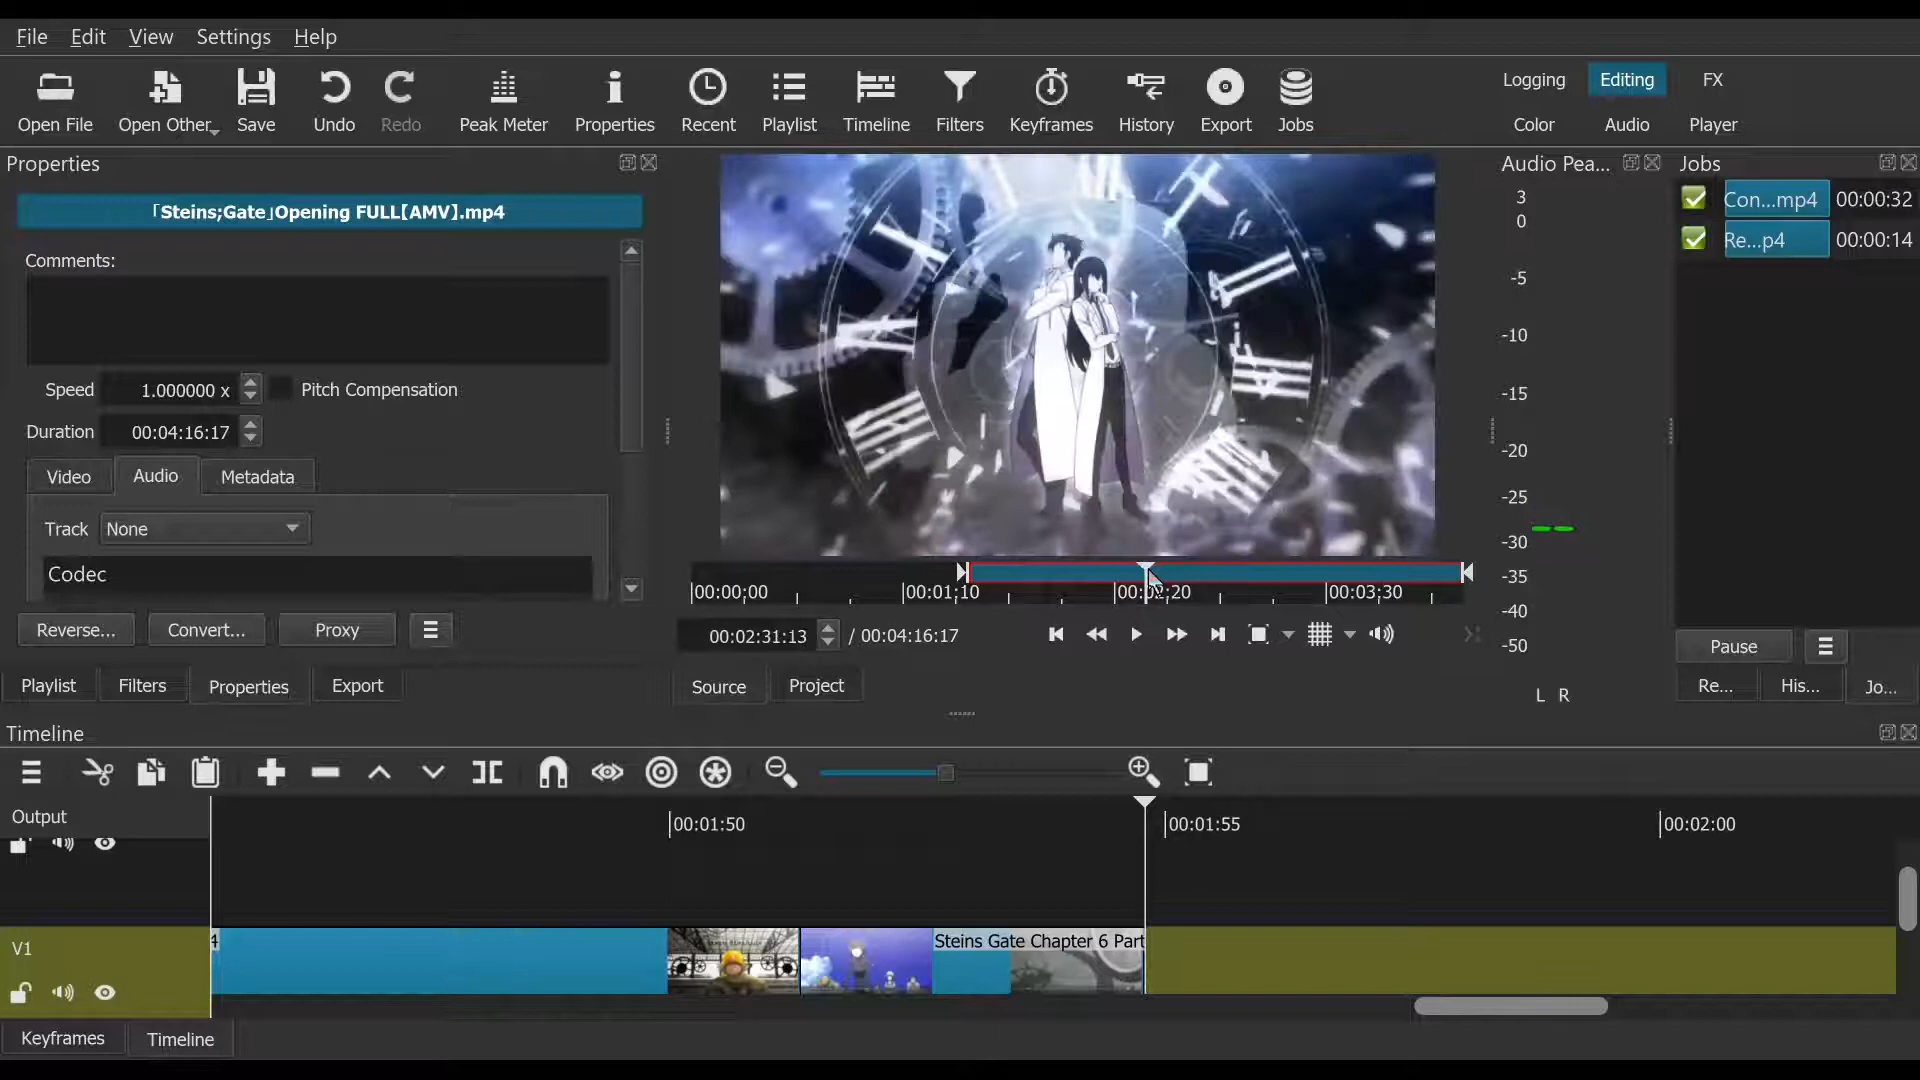 File Edit View Settings Help
Open File Open Other... Save Undo Redo Peak Meter Properties Recent Playlist Timeline Filters Keyframes History Export Jobs
Logging Editing FX
Color Audio Player
Properties
「Steins;Gate」Opening FULL【AMV】.mp4
Comments:
Speed 1.000000 x Pitch Compensation
Duration 00:04:16:17
Video Audio Metadata
Track None
Codec
Reverse... Convert... Proxy
Playlist Filters Properties Export
00:00;00 00:01;10 00:02:20 00:03;30
00:02:31:13 / 00:04:16:17
Source Project
Audio Pea...
3
0
-5
-10
-15
-20
-25
-30
-35
-40
-50
L R
Jobs
Con...mp4 00:00:32
Re...p4 00:00:14
Pause
Re... His... Jo...
Timeline
Output
00:01:50 00:01:55 00:02:00
V1
4
Steins Gate Chapter 6 Part
Keyframes Timeline